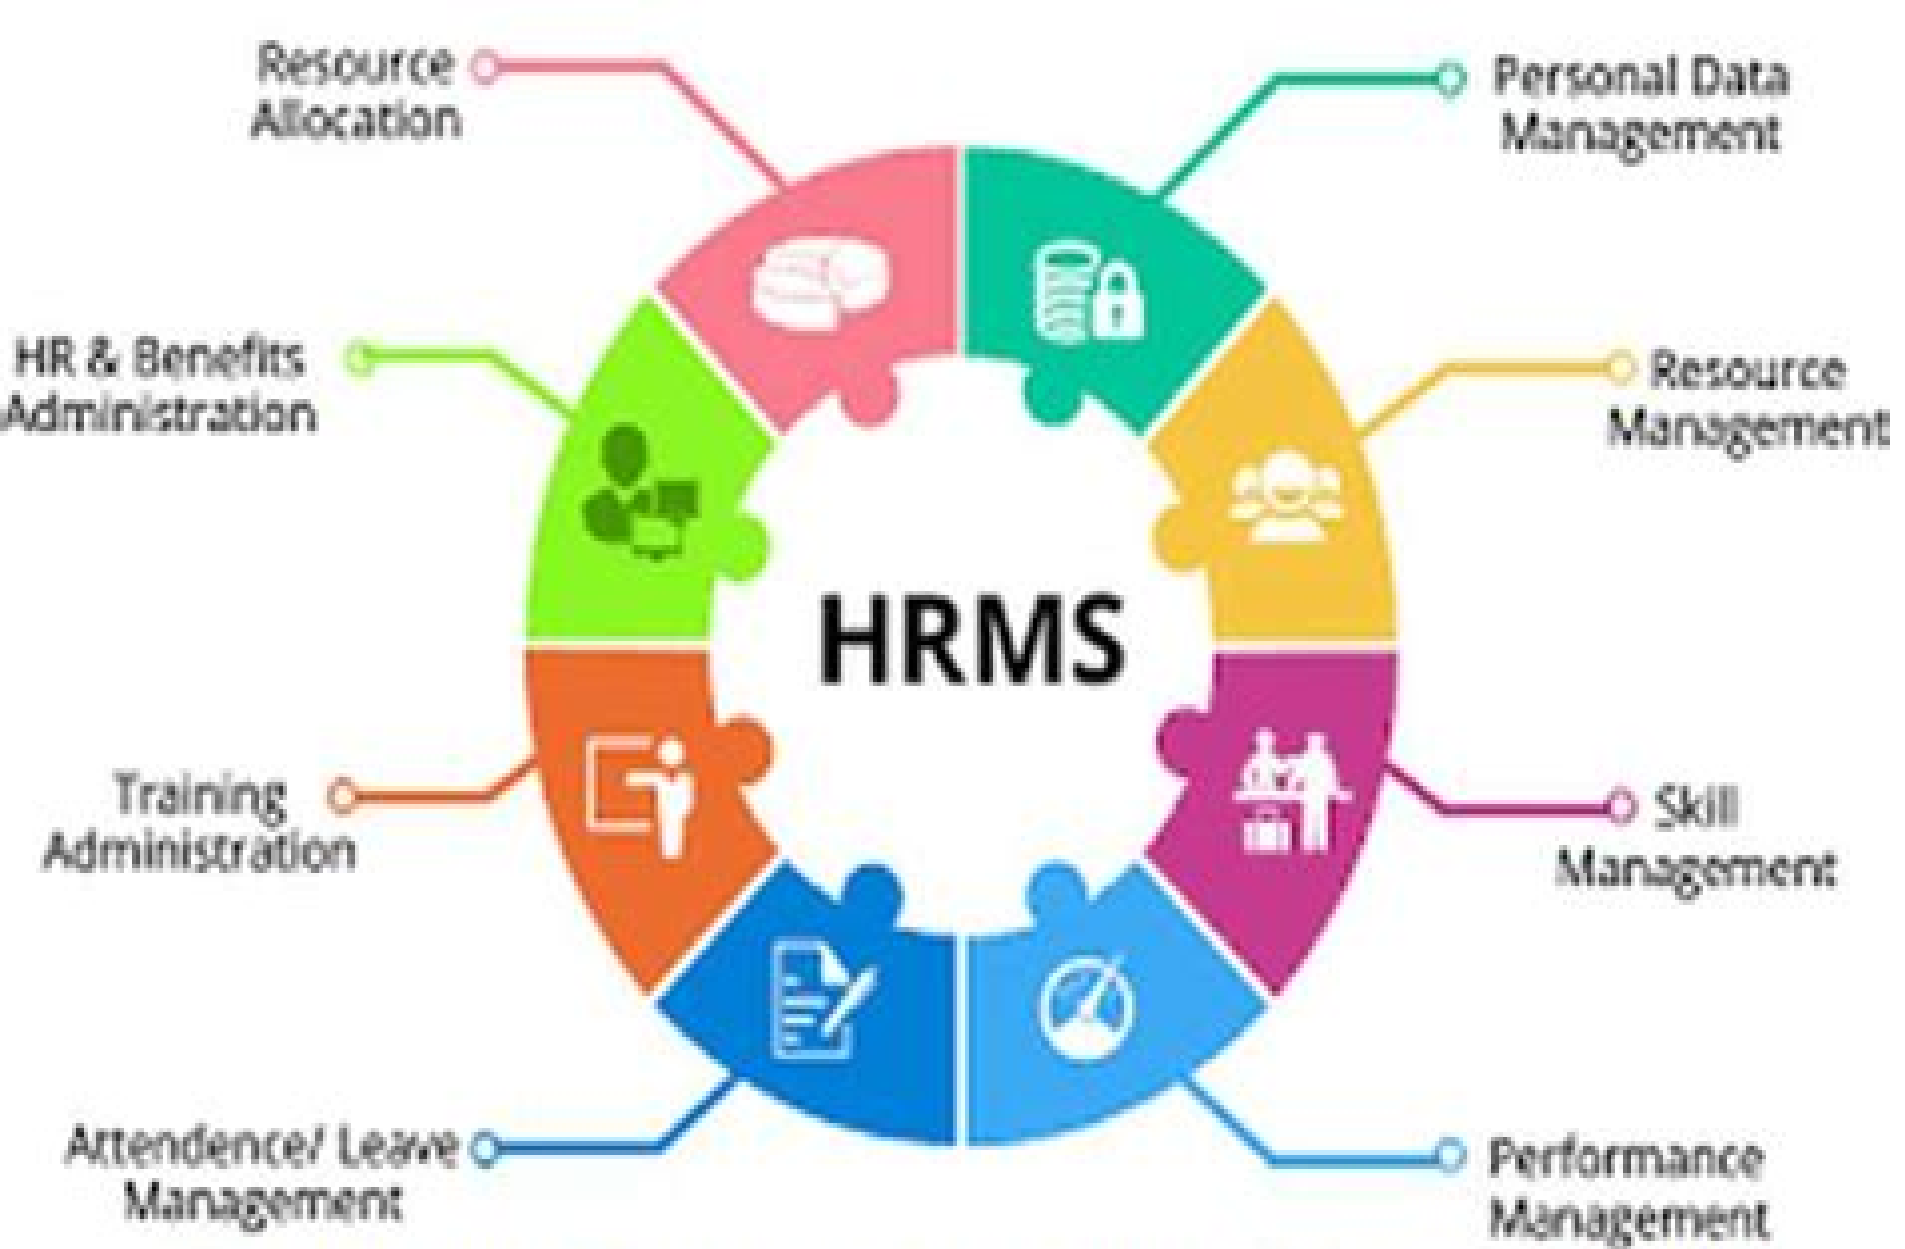 Resource
Allocation
Personal Data
Management
HR & Benefits
Administration
Resource
Management
HRMS
Training
Administration
Skill
Management
Attendence/ Leave
Management
Performance
Management